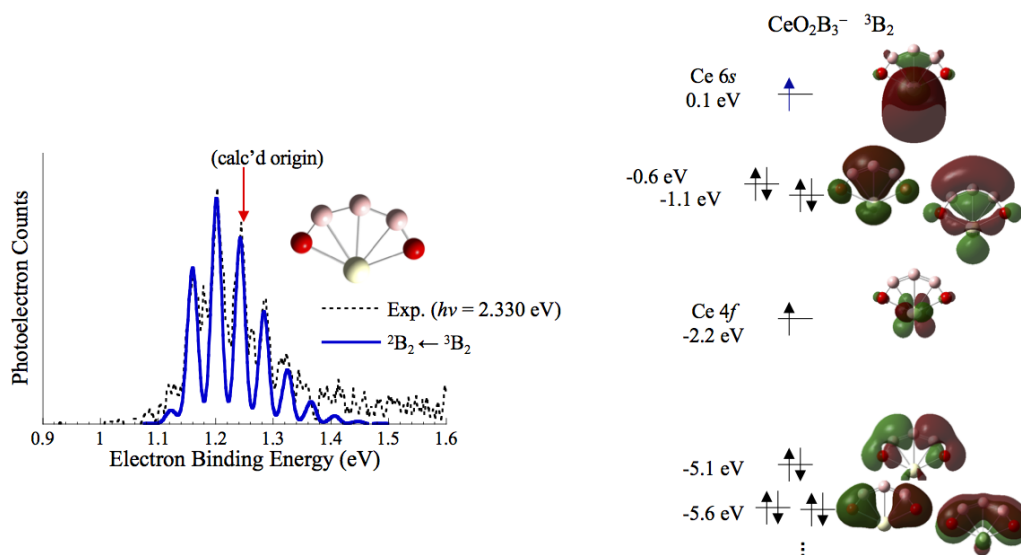 (calc'd origin)
Photoelectron Counts
Exp. (hν = 2.330 eV)
²B₂ ← ³B₂
0.9 1 1.1 1.2 1.3 1.4 1.5 1.6
Electron Binding Energy (eV)
CeO₂B₃⁻ ³B₂
Ce 6s
0.1 eV
-0.6 eV
-1.1 eV
Ce 4f
-2.2 eV
-5.1 eV
-5.6 eV
⋮